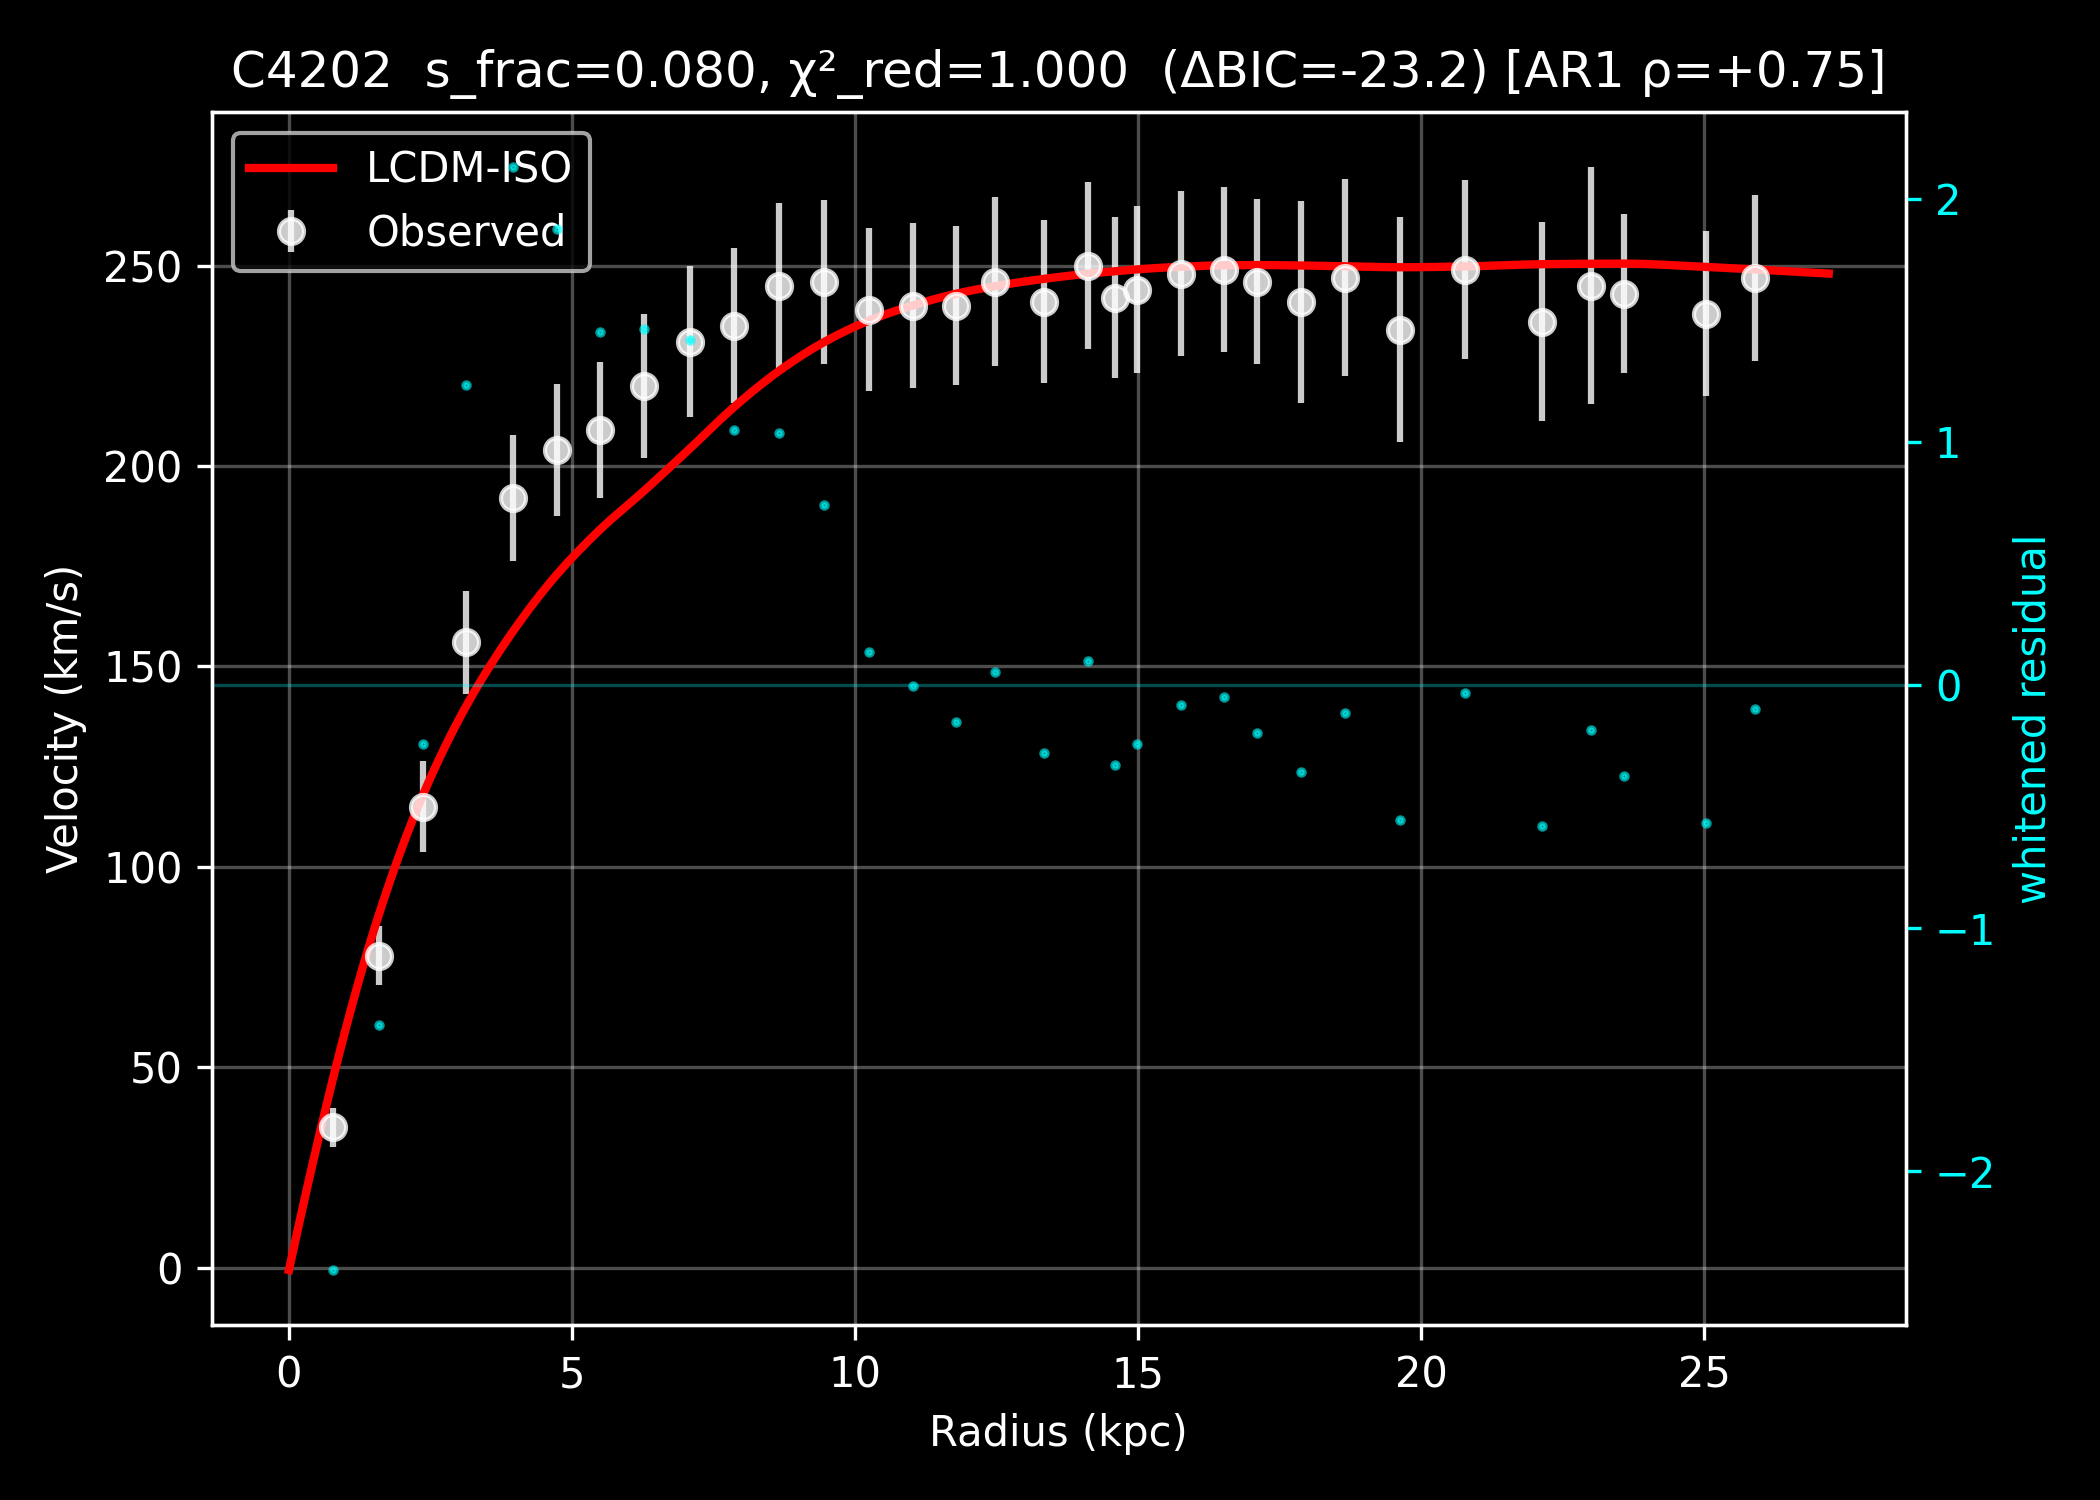 C4202 s_frac=0.080, χ²_red=1.000 (ΔBIC=-23.2) [AR1 ρ=+0.75]
LCDM-ISO
Observed
250
200
150
100
50
0
Velocity (km/s)
2
1
0
−1
−2
whitened residual
0 5 10 15 20 25
Radius (kpc)